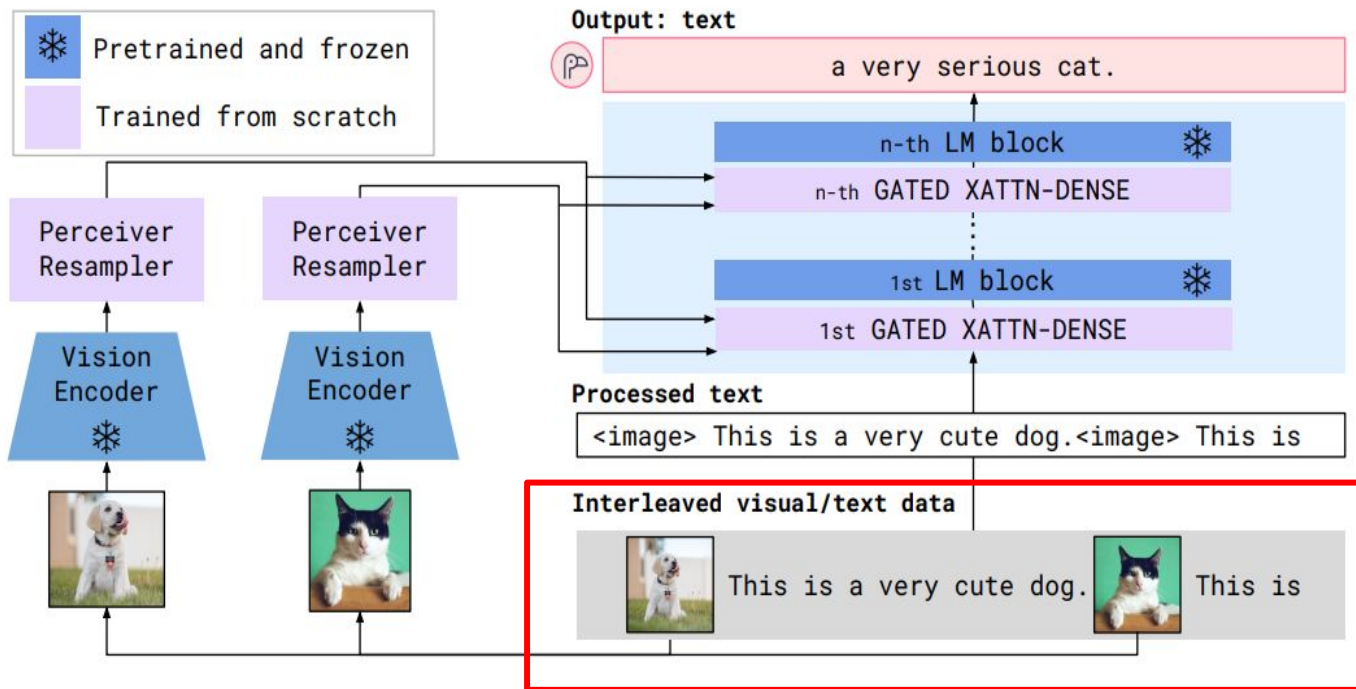 Pretrained and frozen
Trained from scratch
Output: text
a very serious cat.
n-th LM block
n-th GATED XATTN-DENSE
1st LM block
1st GATED XATTN-DENSE
Perceiver
Resampler
Perceiver
Resampler
Vision
Encoder
Vision
Encoder
Processed text
<image> This is a very cute dog.<image> This is
Interleaved visual/text data
This is a very cute dog. This is